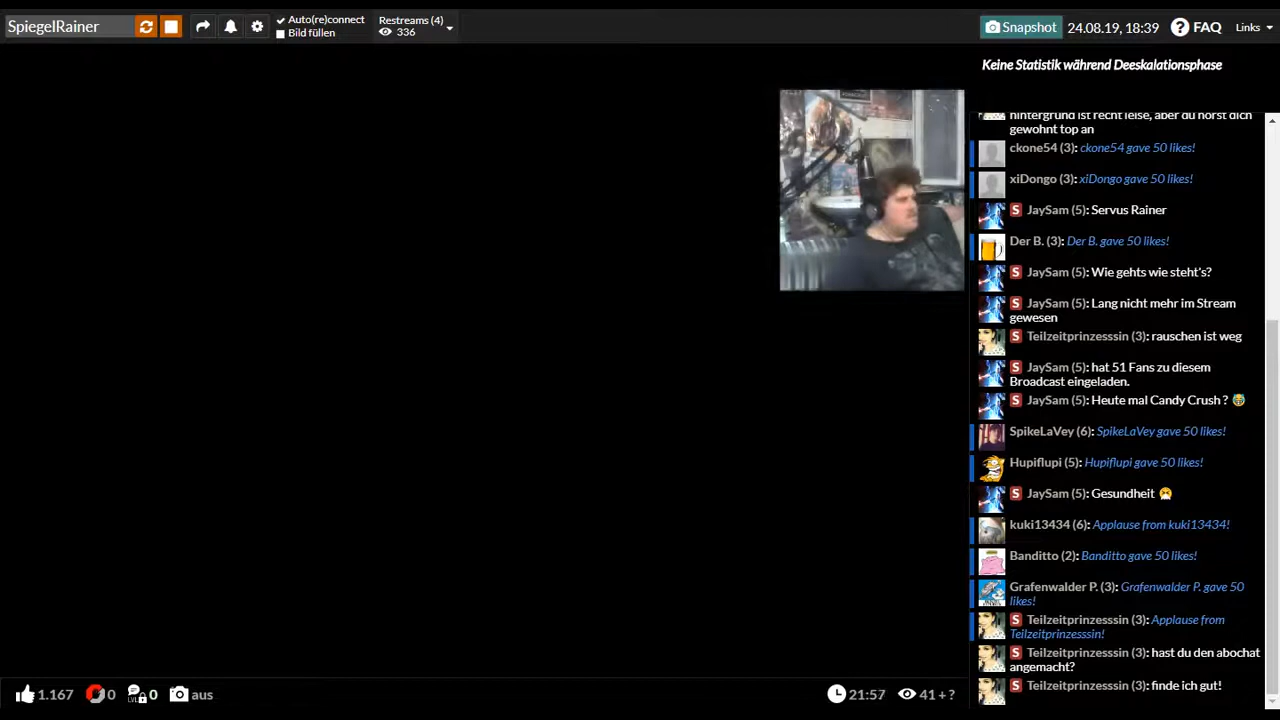 SpiegelRainer
Auto(re)connect
Bild füllen
Restreams (4)
336
Snapshot
24.08.19, 18:39
? FAQ
Links
Keine Statistik während Deeskalationsphase
hintergrund ist recht leise, aber du hörst dich
gewohnt top an
ckone54 (3): ckone54 gave 50 likes!
xiDongo (3): xiDongo gave 50 likes!
S JaySam (5): Servus Rainer
Der B. (3): Der B. gave 50 likes!
S JaySam (5): Wie gehts wie steht's?
S JaySam (5): Lang nicht mehr im Stream
gewesen
S Teilzeitprinzesssin (3): rauschen ist weg
S JaySam (5): hat 51 Fans zu diesem
Broadcast eingeladen.
S JaySam (5): Heute mal Candy Crush ?
SpikeLaVey (6): SpikeLaVey gave 50 likes!
Hupiflupi (5): Hupiflupi gave 50 likes!
S JaySam (5): Gesundheit
kuki13434 (6): Applause from kuki13434!
Banditto (2): Banditto gave 50 likes!
Grafenwalder P. (3): Grafenwalder P. gave 50
likes!
S Teilzeitprinzesssin (3): Applause from
Teilzeitprinzesssin!
S Teilzeitprinzesssin (3): hast du den abochat
angemacht?
S Teilzeitprinzesssin (3): finde ich gut!
1.167
0
LVL
0
aus
21:57
41 + ?